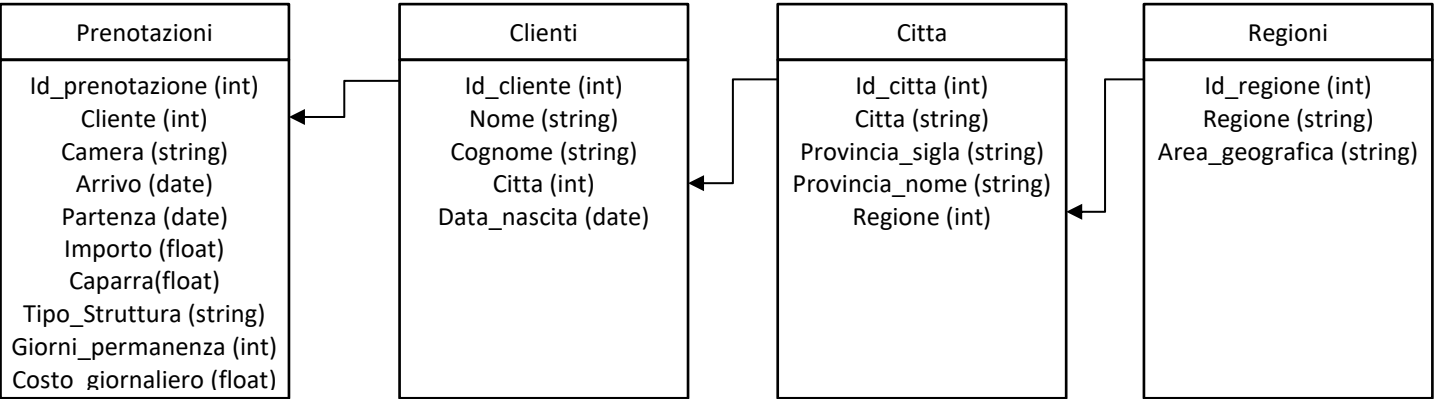 Prenotazioni
Id_prenotazione (int)
Cliente (int)
Camera (string)
Arrivo (date)
Partenza (date)
Importo (float)
Caparra(float)
Tipo_Struttura (string)
Giorni_permanenza (int)
Costo_giornaliero (float)
Clienti
Id_cliente (int)
Nome (string)
Cognome (string)
Citta (int)
Data_nascita (date)
Citta
Id_citta (int)
Citta (string)
Provincia_sigla (string)
Provincia_nome (string)
Regione (int)
Regioni
Id_regione (int)
Regione (string)
Area_geografica (string)